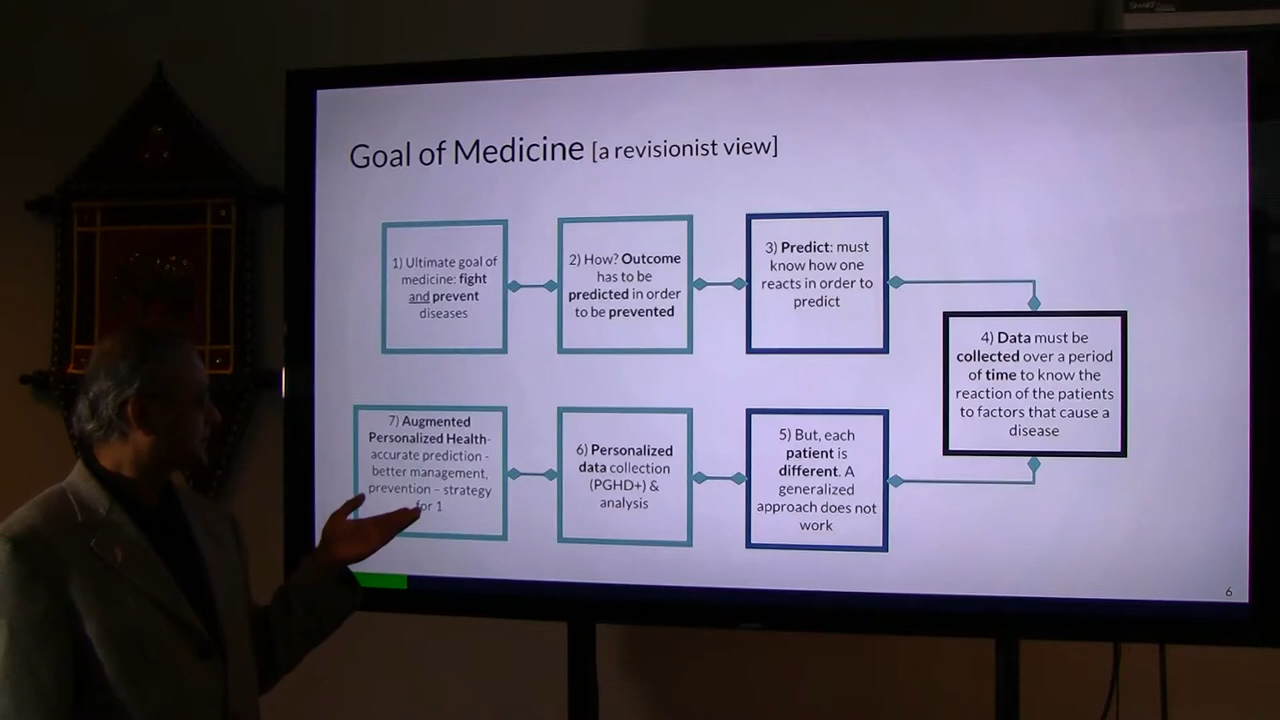 SMART
Goal of Medicine [a revisionist view]
1) Ultimate goal of
medicine: fight
and prevent
diseases
2) How? Outcome
has to be
predicted in order
to be prevented
3) Predict: must
know how one
reacts in order to
predict
4) Data must be
collected over a period
of time to know the
reaction of the patients
to factors that cause a
disease
5) But, each
patient is
different. A
generalized
approach does not
work
6) Personalized
data collection
(PGHD+) &
analysis
7) Augmented
Personalized Health-
accurate prediction -
better management,
prevention – strategy
for 1
6